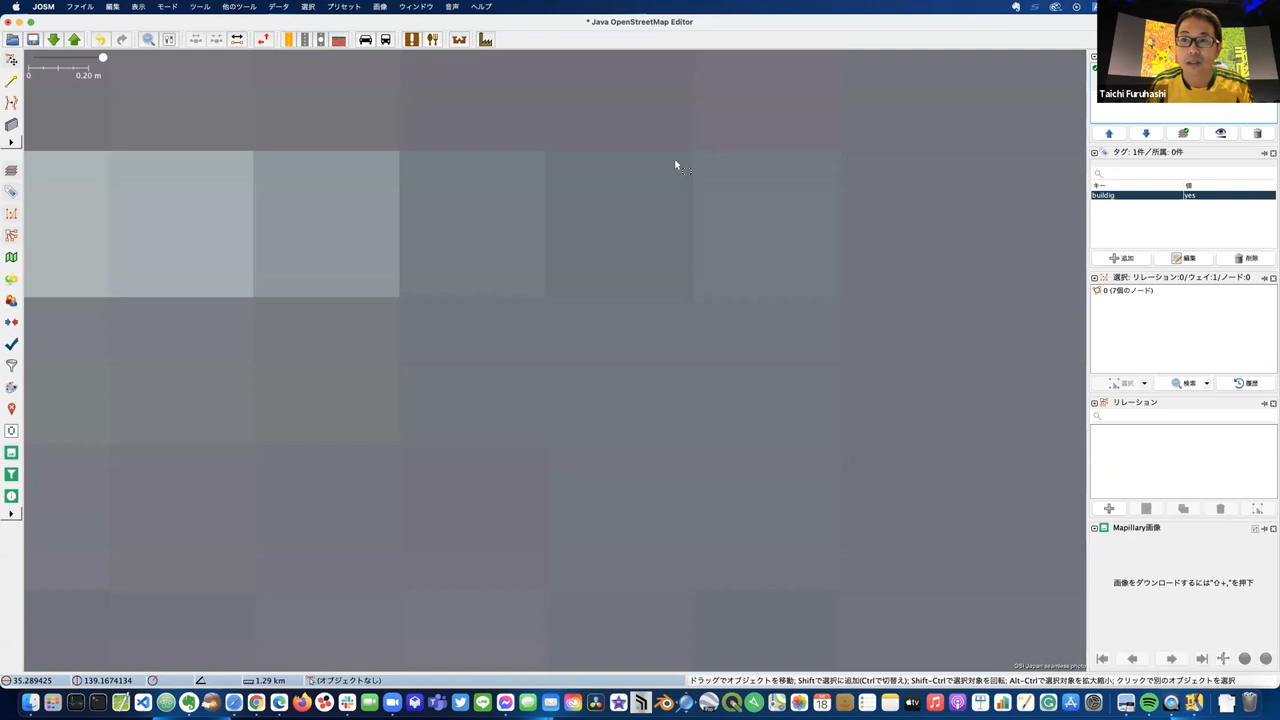 JOSM ファイル 編集 表示 モード 他のツール データ 選択 プリセット 画像 ウィンドウ 音声 ヘルプ
* Java OpenStreetMap Editor
0 0.20 m
Taichi Furuhashi
タグ: 1件／所属: 0件
キー 値
buildig yes
追加 編集 削除
選択: リレーション:0/ウェイ:1/ノード:0
0 (7個のノード)
選択 検索 履歴
リレーション
Mapillary画像
画像をダウンロードするには"⇧+,"を押下
GSI Japan seamless photo
35.289425 139.1674134 1.29 km (オブジェクトなし) ドラッグでオブジェクトを移動; Shiftで選択に追加(Ctrlで切替え); Shift-Ctrlで選択対象を回転; Alt-Ctrlで選択対象を拡大縮小; クリックで別のオブジェクトを選択
18